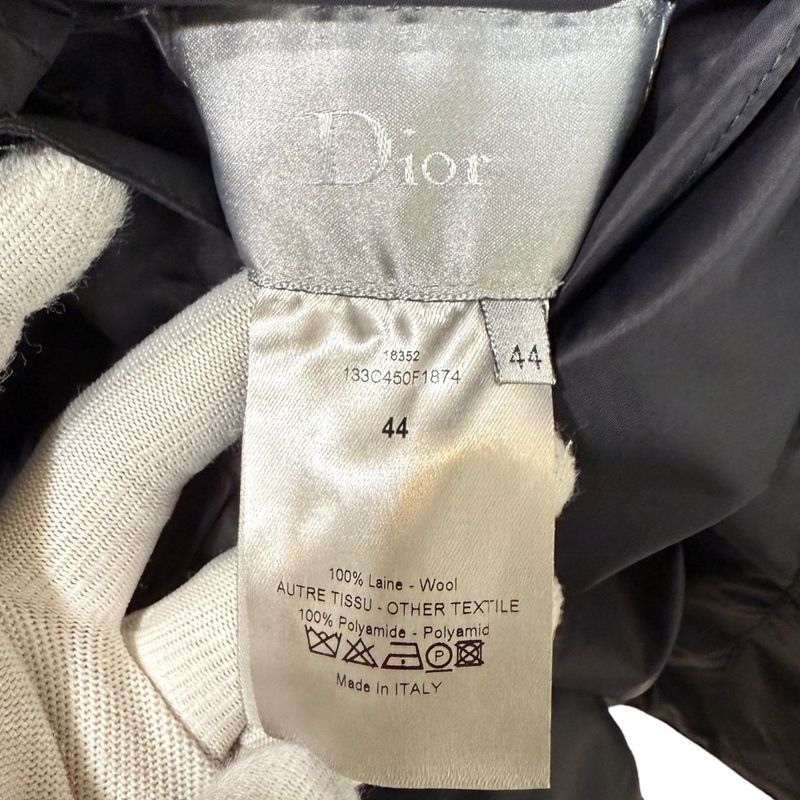 Dior
18352
133C450F1874
44
44
100% Laine - Wool
AUTRE TISSU - OTHER TEXTILE
100% Polyamide - Polyamid
P
Made in ITALY